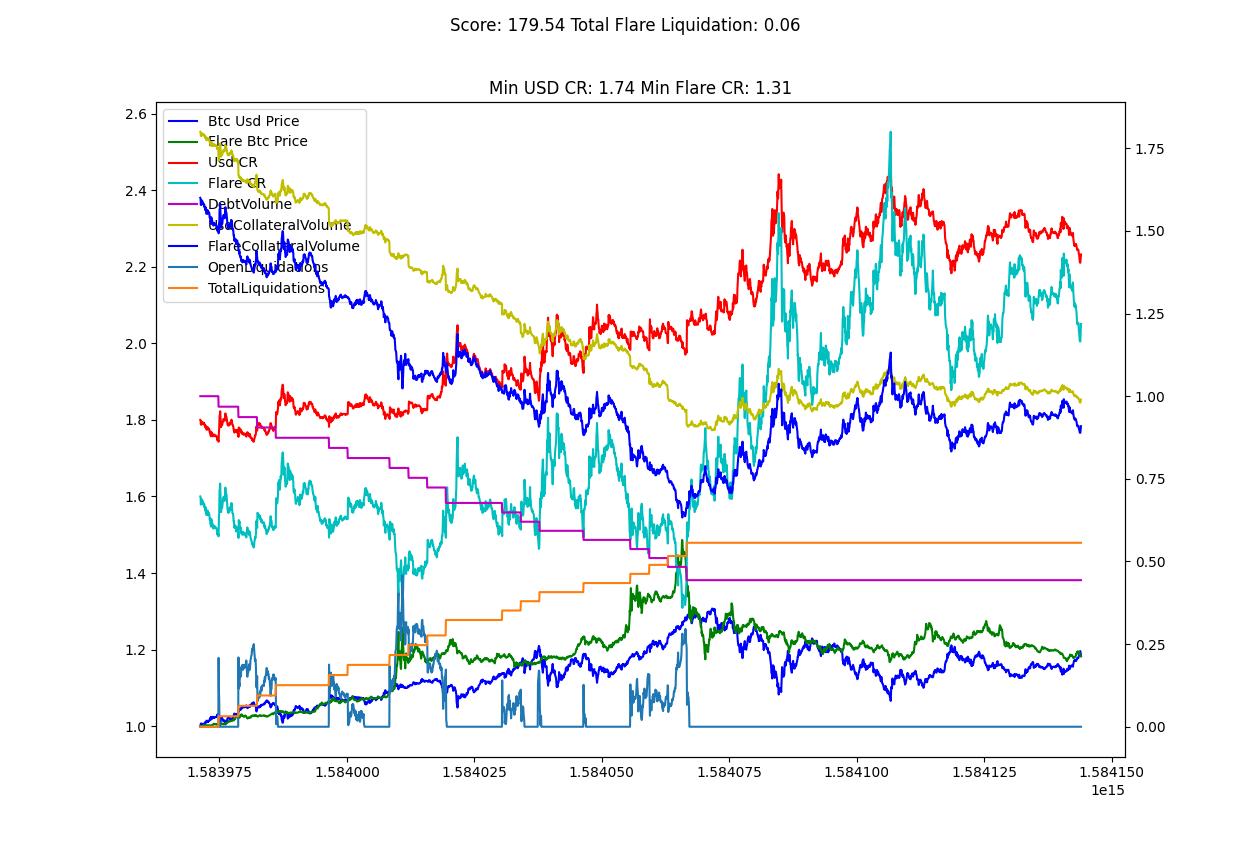 Score: 179.54 Total Flare Liquidation: 0.06
Min USD CR: 1.74 Min Flare CR: 1.31
Btc Usd Price
Flare Btc Price
Usd CR
Flare CR
DebtVolume
UsdCollateralVolume
FlareCollateralVolume
OpenLiquidations
TotalLiquidations
2.6
2.4
2.2
2.0
1.8
1.6
1.4
1.2
1.0
1.75
1.50
1.25
1.00
0.75
0.50
0.25
0.00
1.583975 1.584000 1.584025 1.584050 1.584075 1.584100 1.584125 1.584150
1e15